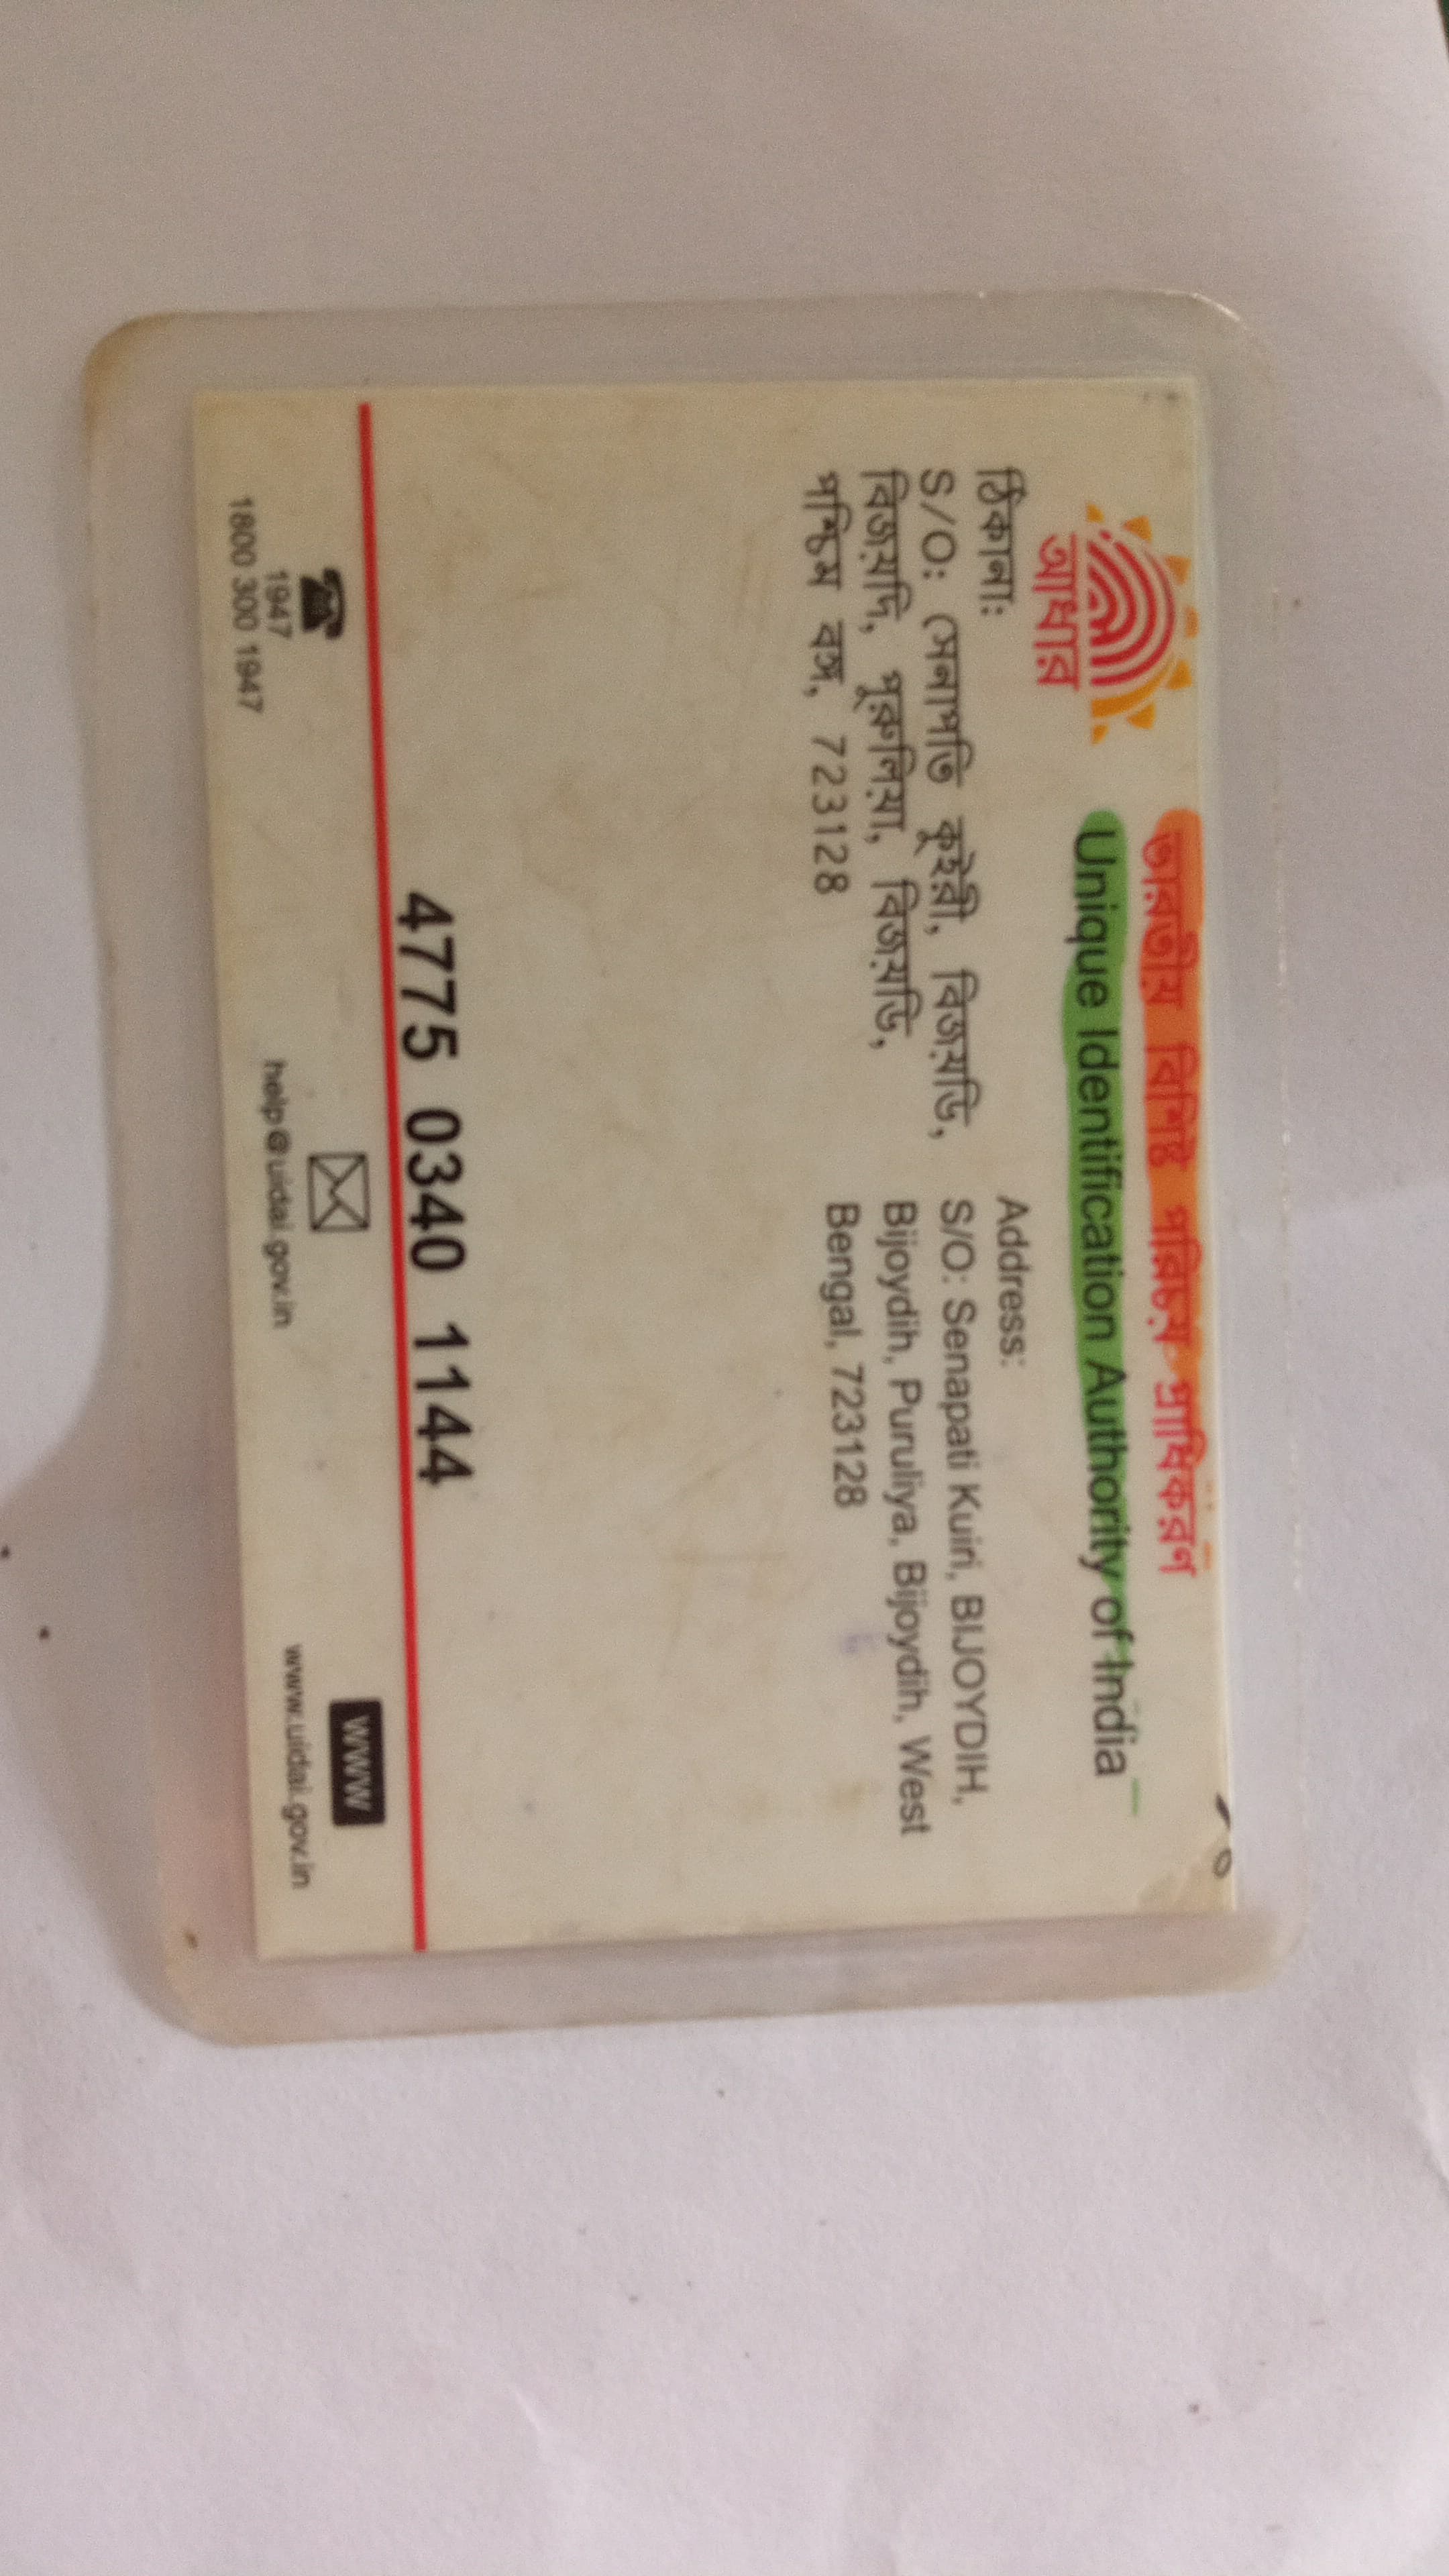 ভারতীয় বিশিষ্ট পরিচয় প্রাধিকরণ
Unique Identification Authority of India
আধার
ঠিকানা:
S/O: সেনাপতি কুইরী, বিজয়ডি,
বিজয়দি, পুরুলিয়া, বিজয়ডি,
পশ্চিম বঙ্গ, 723128
Address:
S/O: Senapati Kuiri, BIJOYDIH,
Bijoydih, Puruliya, Bijoydih, West
Bengal, 723128
4775 0340 1144
1947
1800 300 1947
help@uidai.gov.in
www
www.uidai.gov.in